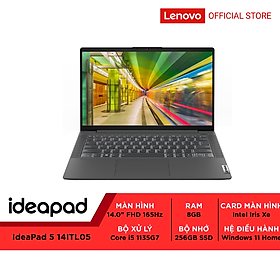 Lenovo OFFICIAL STORE
ideapad
IdeaPad 5 14ITL05
MÀN HÌNH
14.0" FHD 165Hz
RAM
8GB
CARD MÀN HÌNH
Intel Iris Xe
BỘ XỬ LÝ
Core i5 1135G7
BỘ NHỚ
256GB SSD
HỆ ĐIỀU HÀNH
Windows 11 Home